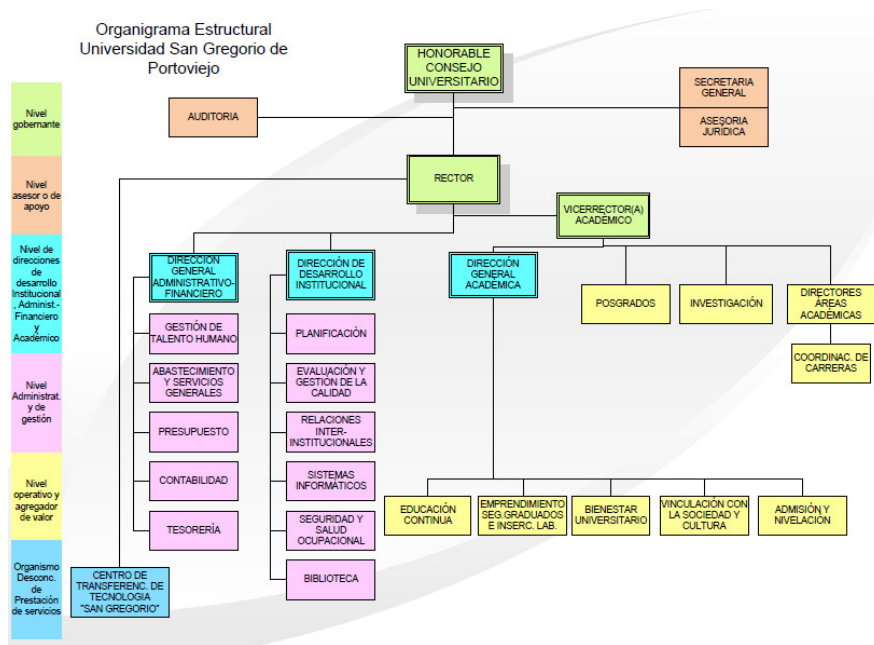 Organigrama Estructural
Universidad San Gregorio de
Portoviejo
HONORABLE
CONSEJO
UNIVERSITARIO
SECRETARIA
GENERAL
AUDITORIA
ASESORIA
JURÍDICA
Nivel
gobernante
RECTOR
Nivel
asesor o de
apoyo
VICERRECTOR(A)
ACADÈMICO
Nivel de
direcciones
de
desarrollo
Institucional
, Administ.-
Financiero
y
Académico
DIRECCIÓN
GENERAL
ADMINISTRATIVO-
FINANCIERO
DIRECCIÓN DE
DESARROLLO
INSTITUCIONAL
DIRECCIÓN
GENERAL
ACADÉMICA
POSGRADOS
INVESTIGACIÓN
DIRECTORES
ÁREAS
ACADÉMICAS
GESTIÓN DE
TALENTO HUMANO
PLANIFICACIÓN
COORDINAC. DE
CARRERAS
Nivel
Administrat.
y de
gestión
ABASTECIMIENTO
Y SERVICIOS
GENERALES
EVALUACIÓN Y
GESTIÓN DE LA
CALIDAD
PRESUPUESTO
RELACIONES
INTER-
INSTITUCIONALES
Nivel
operativo y
agregador
de valor
CONTABILIDAD
SISTEMAS
INFORMÁTICOS
EDUCACIÓN
CONTINUA
EMPRENDIMIENTO
SEG.GRADUADOS
E INSERC. LAB.
BIENESTAR
UNIVERSITARIO
VINCULACIÓN CON
LA SOCIEDAD Y
CULTURA
ADMISIÓN Y
NIVELACIÓN
TESORERÌA
SEGURIDAD Y
SALUD
OCUPACIONAL
Organismo
Desconc.
de
Prestación
de servicios
CENTRO DE
TRANSFERENC. DE
TECNOLOGIA
"SAN GREGORIO"
BIBLIOTECA